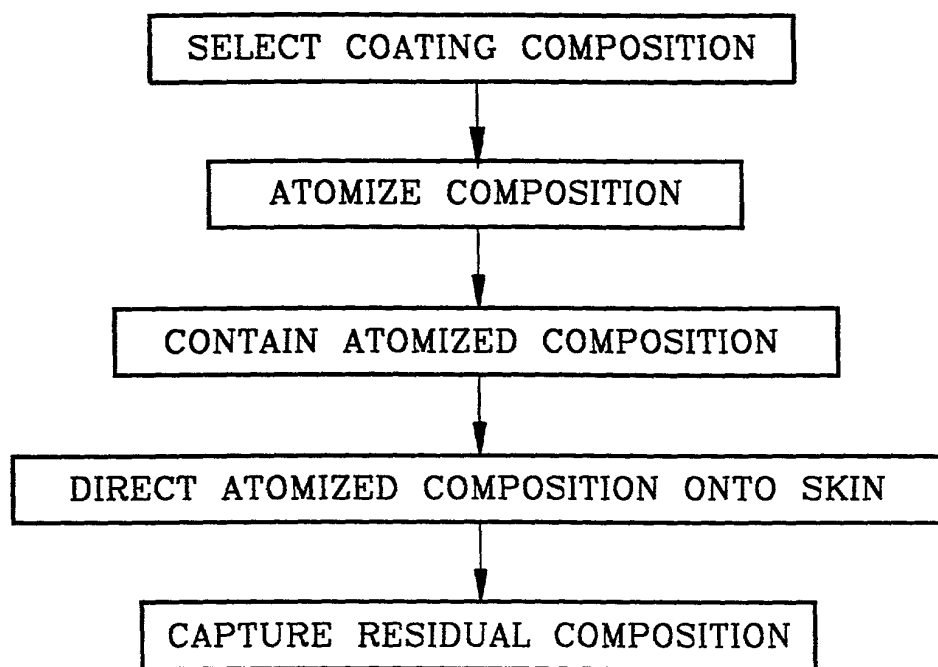 SELECT COATING COMPOSITION
ATOMIZE COMPOSITION
CONTAIN ATOMIZED COMPOSITION
DIRECT ATOMIZED COMPOSITION ONTO SKIN
CAPTURE RESIDUAL COMPOSITION